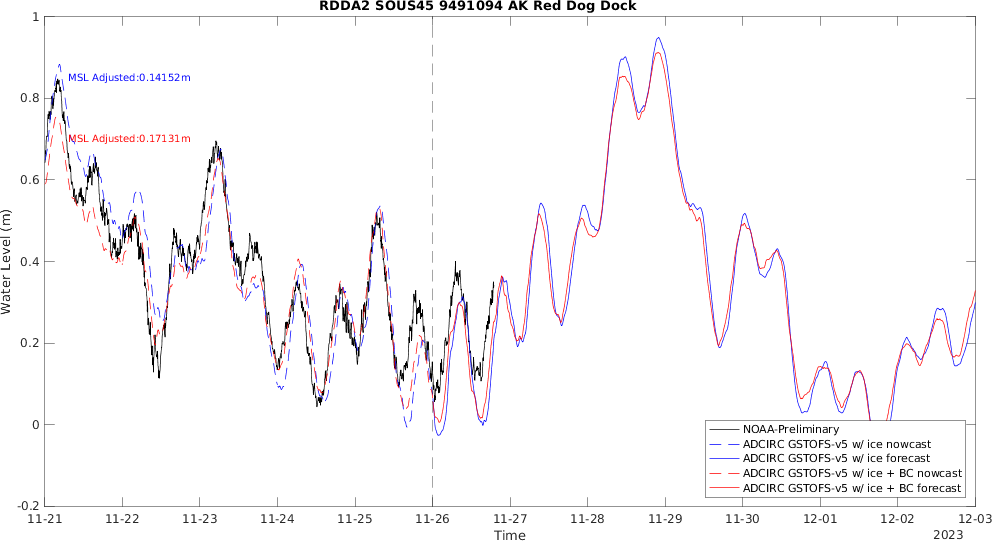 RDDA2 SOUS45 9491094 AK Red Dog Dock
MSL Adjusted:0.14152m
MSL Adjusted:0.17131m
Water Level (m)
1
0.8
0.6
0.4
0.2
0
-0.2
NOAA-Preliminary
ADCIRC GSTOFS-v5 w/ ice nowcast
ADCIRC GSTOFS-v5 w/ ice forecast
ADCIRC GSTOFS-v5 w/ ice + BC nowcast
ADCIRC GSTOFS-v5 w/ ice + BC forecast
11-21 11-22 11-23 11-24 11-25 11-26 11-27 11-28 11-29 11-30 12-01 12-02 12-03
Time
2023